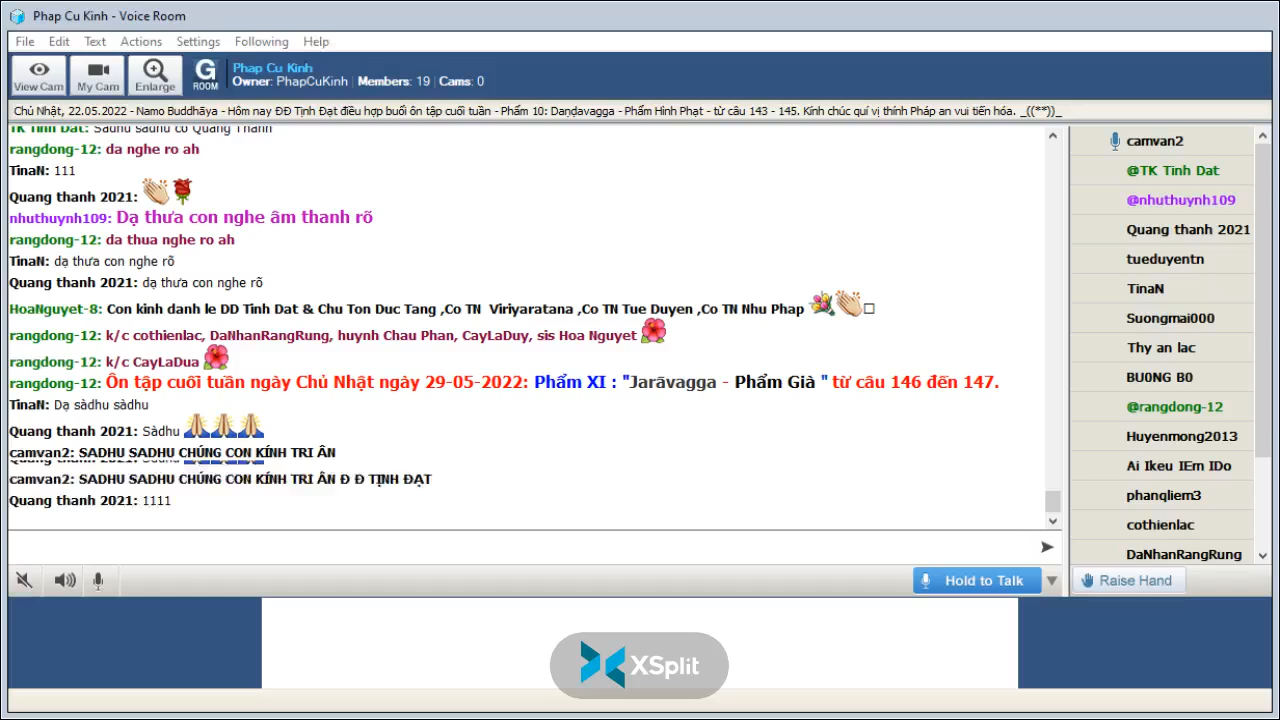 Phap Cu Kinh - Voice Room
File Edit Text Actions Settings Following Help
View Cam My Cam Enlarge G ROOM
Phap Cu Kinh
Owner: PhapCuKinh | Members: 19 | Cams: 0
Chủ Nhật, 22.05.2022 - Namo Buddhāya - Hôm nay ĐĐ Tịnh Đạt điều hợp buổi ôn tập cuối tuần - Phẩm 10: Daṇḍavagga - Phẩm Hình Phạt - từ câu 143 - 145. Kính chúc quí vị thính Pháp an vui tiến hóa. _((**))_
TK Tinh Dat: Sadhu sadhu co Quang Thanh
rangdong-12: da nghe ro ah
TinaN: 111
Quang thanh 2021:
nhuthuynh109: Dạ thưa con nghe âm thanh rõ
rangdong-12: da thua nghe ro ah
TinaN: dạ thưa con nghe rõ
Quang thanh 2021: dạ thưa con nghe rõ
HoaNguyet-8: Con kinh danh le DD Tinh Dat & Chu Ton Duc Tang ,Co TN Viriyaratana ,Co TN Tue Duyen ,Co TN Nhu Phap
rangdong-12: k/c cothienlac, DaNhanRangRung, huynh Chau Phan, CayLaDuy, sis Hoa Nguyet
rangdong-12: k/c CayLaDua
rangdong-12: Ôn tập cuối tuần ngày Chủ Nhật ngày 29-05-2022: Phẩm XI : "Jarāvagga - Phẩm Già " từ câu 146 đến 147.
TinaN: Dạ sàdhu sàdhu
Quang thanh 2021: Sàdhu
camvan2: SADHU SADHU CHÚNG CON KÍNH TRI ÂN
camvan2: SADHU SADHU CHÚNG CON KÍNH TRI ÂN Đ Đ TỊNH ĐẠT
Quang thanh 2021: 1111
camvan2
@TK Tinh Dat
@nhuthuynh109
Quang thanh 2021
tueduyentn
TinaN
Suongmai000
Thy an lac
BU0NG B0
@rangdong-12
Huyenmong2013
Ai Ikeu IEm IDo
phanqliem3
cothienlac
DaNhanRangRung
Hold to Talk
Raise Hand
XSplit